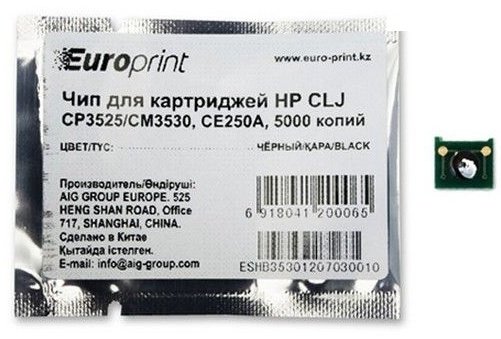 Europrint
www.euro-print.kz
Чип для картриджей HP CLJ
CP3525/CM3530, CE250A, 5000 копий
ЦВЕТ/ТҮС: ЧЁРНЫЙ/ҚАРА/BLACK
Производитель/Өндіруші:
AIG GROUP EUROPE. 525
HENG SHAN ROAD, Office
717, SHANGHAI, CHINA.
Сделано в Китае
Қытайда істелген.
E-mail: info@aig-group.com
6 918041 200065
ESHB35301207030010